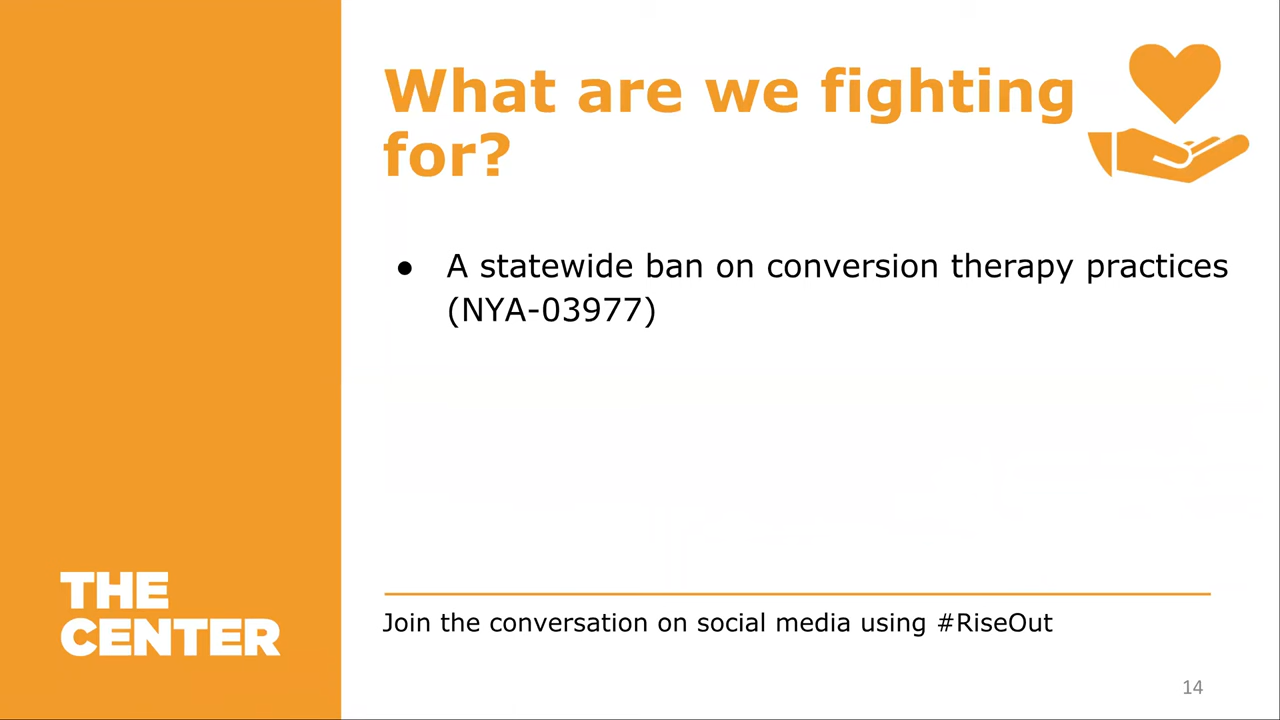 What are we fighting
for?
● A statewide ban on conversion therapy practices
(NYA-03977)
THE
CENTER
Join the conversation on social media using #RiseOut
14